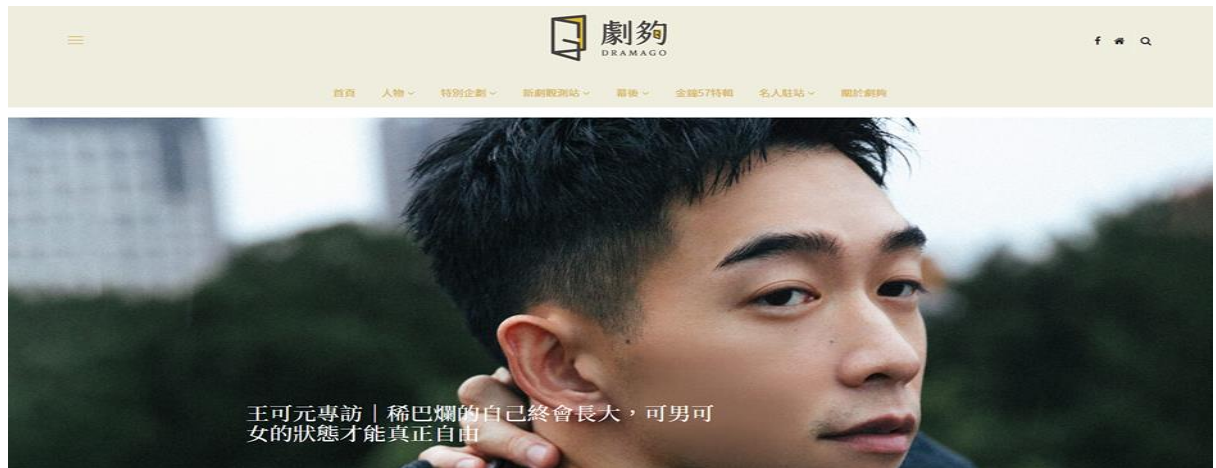 劇夠
DRAMAGO
首頁 人物 特別企劃 新劇觀測站 幕後 金鐘57特輯 名人駐站 關於劇夠
王可元專訪｜稀巴爛的自己終會長大，可男可
女的狀態才能真正自由